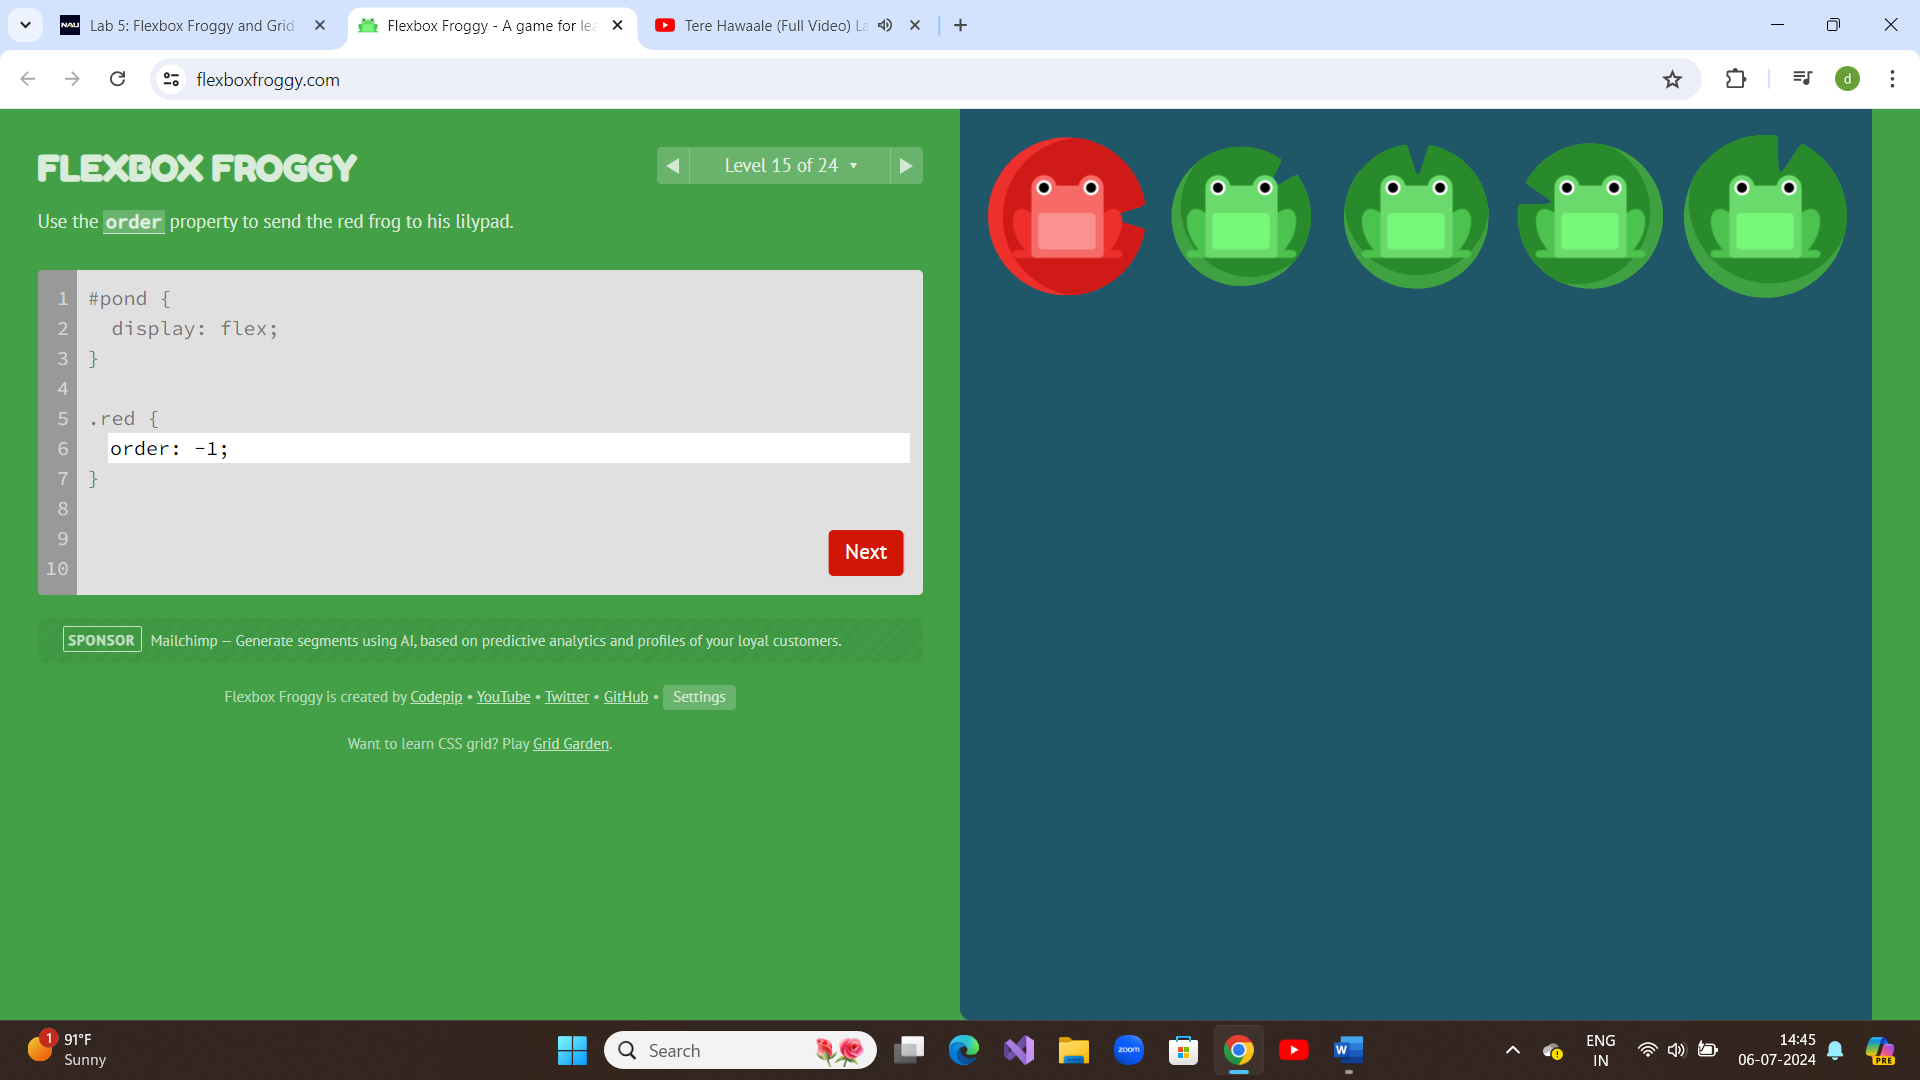 Lab 5: Flexbox Froggy and Grid
Flexbox Froggy - A game for lea
Tere Hawaale (Full Video) La
flexboxfroggy.com
d
FLEXBOX FROGGY
Level 15 of 24
Use the order property to send the red frog to his lilypad.
1 #pond {
2 display: flex;
3 }
4
5 .red {
6 order: -1;
7 }
8
9
10
Next
SPONSOR Mailchimp — Generate segments using AI, based on predictive analytics and profiles of your loyal customers.
Flexbox Froggy is created by Codepip • YouTube • Twitter • GitHub • Settings
Want to learn CSS grid? Play Grid Garden.
1
91°F
Sunny
Search
zoom
W
ENG
IN
14:45
06-07-2024
PRE
NAU